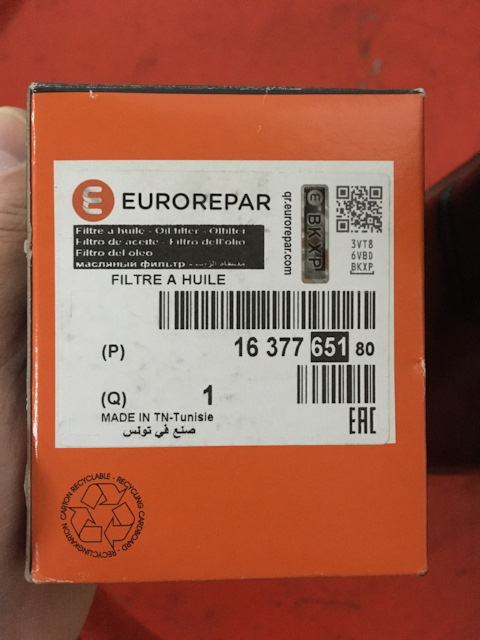 EUROREPAR
Filtre a huile - Oil filter - Ölfilter
Filtro de aceite - Filtro dell'olio
Filtro del oleo
масляный фильтр -
FILTRE A HUILE
qr.eurorepar.com
BKXP
3VT8
6VBD
BKXP
(P) 16 377 651 80
(Q) 1
MADE IN TN-Tunisie
صنع في تونس
EAC
CARTON RECYCLABLE - RECYCLING CARDBOARD - RECYCLINGKARTON